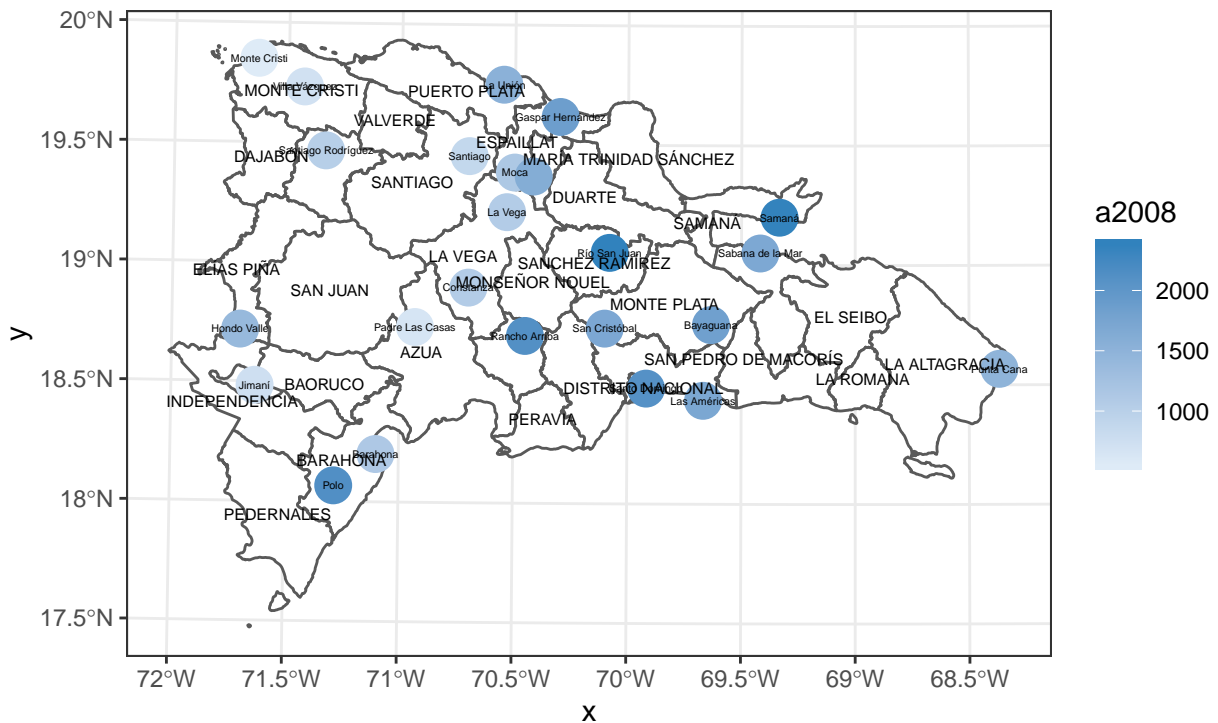 20°N
19.5°N
19°N
18.5°N
18°N
17.5°N
y
Monte Cristi
Villa Vázquez
MONTE CRISTI
PUERTO PLATA
La Unión
Gaspar Hernández
VALVERDE
ESPAILLAT
DAJABÓN
Santiago Rodríguez
Santiago
MARÍA TRINIDAD SÁNCHEZ
Moca
SANTIAGO
DUARTE
La Vega
SAMANÁ
Samaná
LA VEGA
Río San Juan
Sabana de la Mar
SANCHEZ RAMÍREZ
ELÍAS PIÑA
MONSEÑOR NOUEL
Constanza
SAN JUAN
MONTE PLATA
EL SEIBO
Hondo Valle
Padre Las Casas
Rancho Arriba
San Cristóbal
Bayaguana
AZUA
SAN PEDRO DE MACORÍS
LA ALTAGRACIA
Punta Cana
LA ROMANA
Jimaní
BAORUCO
DISTRITO NACIONAL
INDEPENDENCIA
Las Américas
PERAVIA
Barahona
BARAHONA
Polo
PEDERNALES
72°W
71.5°W
71°W
70.5°W
70°W
69.5°W
69°W
68.5°W
x
a2008
2000
1500
1000